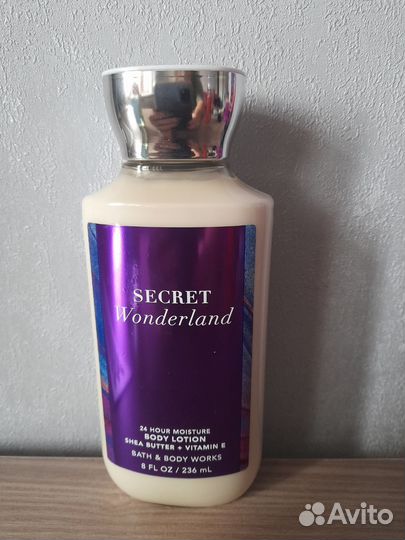 SECRET
Wonderland
24 HOUR MOISTURE
BODY LOTION
SHEA BUTTER + VITAMIN E
BATH & BODY WORKS
8 FL OZ / 236 mL
Avito